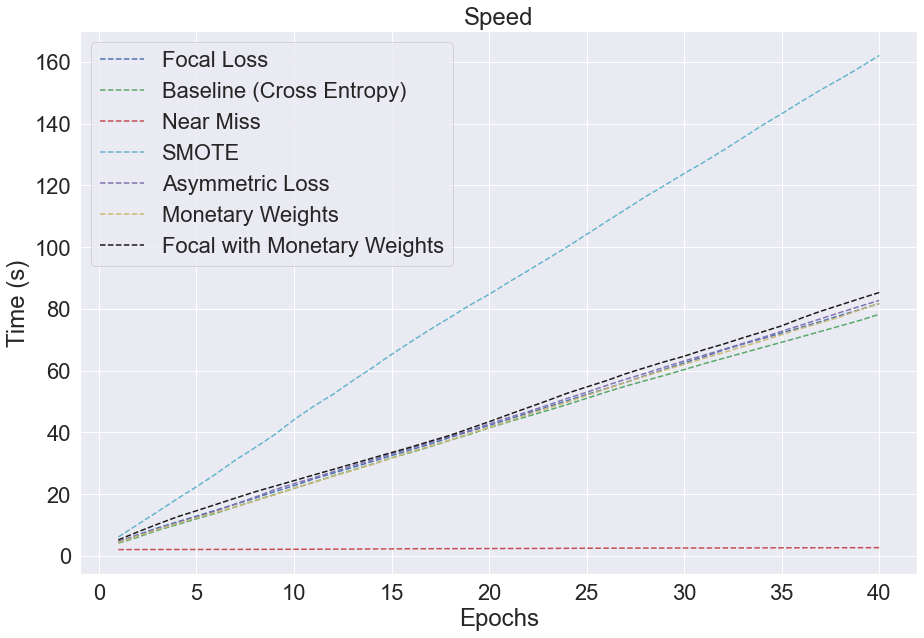 Speed
160
140
120
100
80
60
40
20
0
Time (s)
Focal Loss
Baseline (Cross Entropy)
Near Miss
SMOTE
Asymmetric Loss
Monetary Weights
Focal with Monetary Weights
0 5 10 15 20 25 30 35 40
Epochs